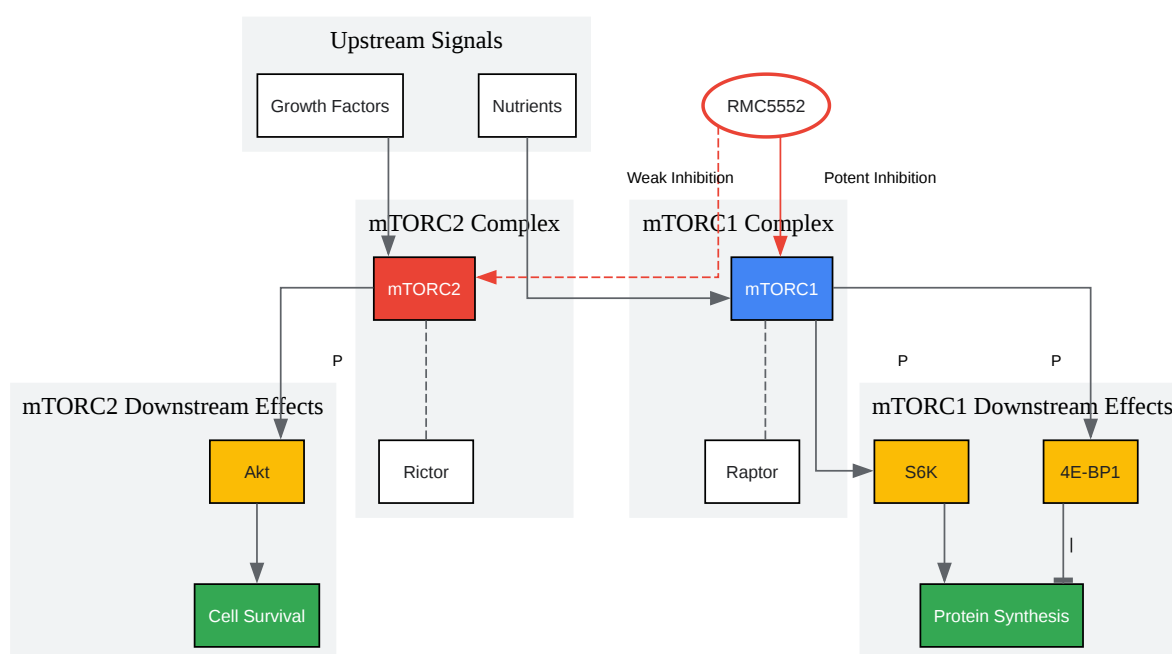 Upstream Signals
Growth Factors
Nutrients
RMC5552
Weak Inhibition
Potent Inhibition
mTORC2 Complex
mTORC1 Complex
mTORC2
mTORC1
P
P
P
mTORC2 Downstream Effects
mTORC1 Downstream Effects
Akt
Rictor
Raptor
S6K
4E-BP1
|
Cell Survival
Protein Synthesis